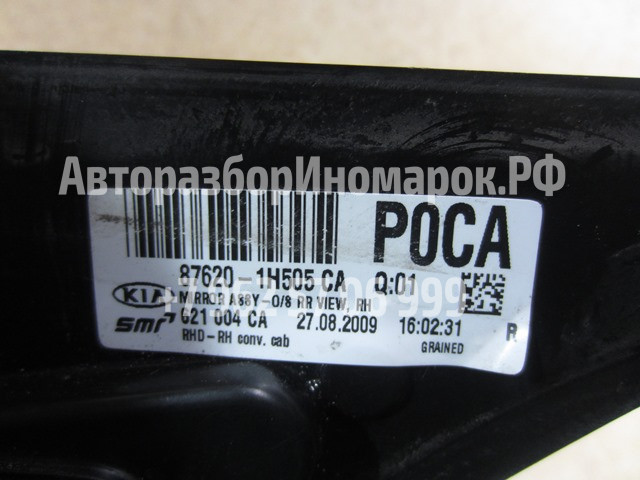 АвторазборИномарок.РФ
P0CA
87620-1H505 CA Q:01
KIA MIRROR ASSY-O/S RR VIEW, RH
smr 621 004 CA 27.08.2009 16:02:31 R
RHD-RH conv. cab GRAINED